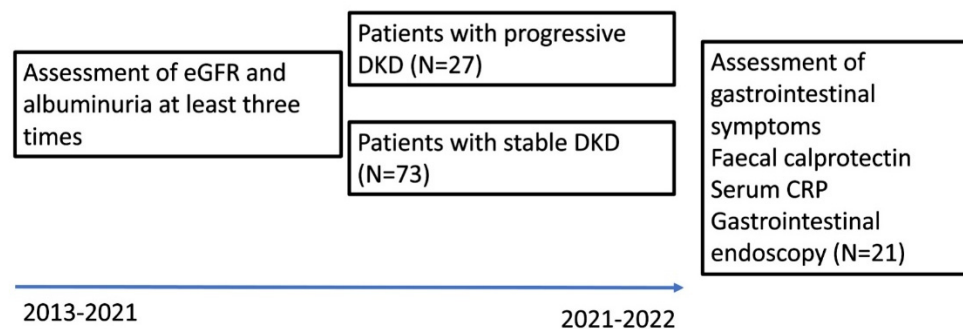 Assessment of eGFR and
albuminuria at least three
times
Patients with progressive
DKD (N=27)
Patients with stable DKD
(N=73)
Assessment of
gastrointestinal
symptoms
Faecal calprotectin
Serum CRP
Gastrointestinal
endoscopy (N=21)
2013-2021
2021-2022